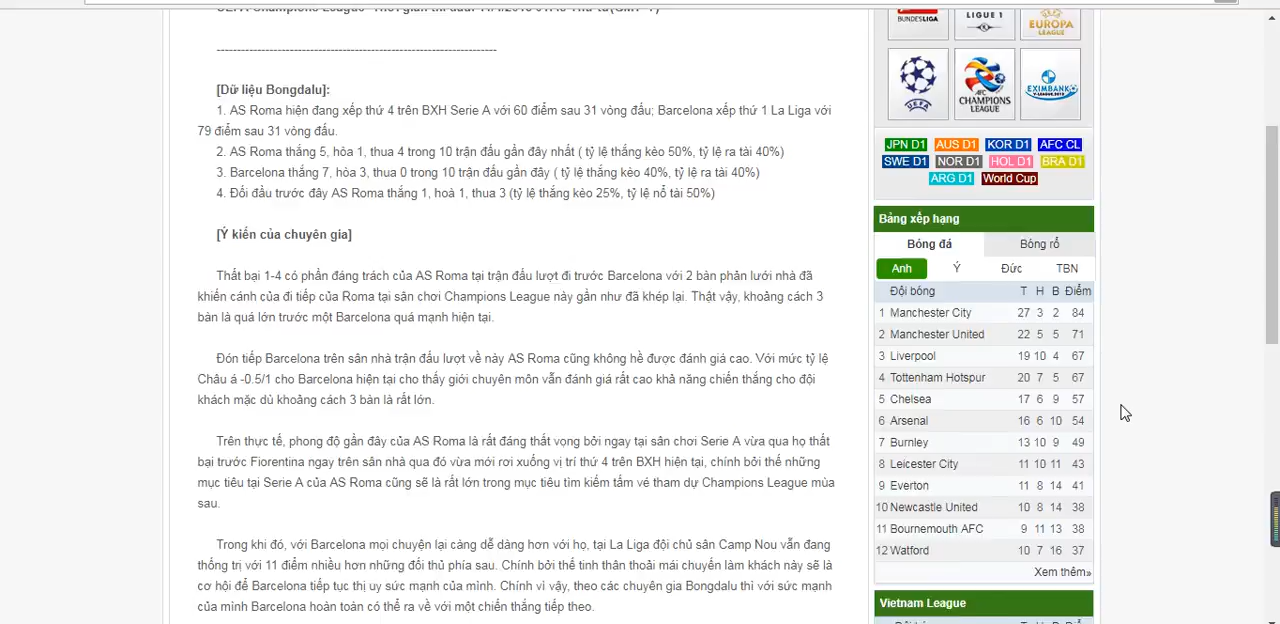 ---------------------------------------------------------------------
[Dữ liệu Bongdalu]:
1. AS Roma hiện đang xếp thứ 4 trên BXH Serie A với 60 điểm sau 31 vòng đấu; Barcelona xếp thứ 1 La Liga với
79 điểm sau 31 vòng đấu.
2. AS Roma thắng 5, hòa 1, thua 4 trong 10 trận đấu gần đây nhất ( tỷ lệ thắng kèo 50%, tỷ lệ ra tài 40%)
3. Barcelona thắng 7, hòa 3, thua 0 trong 10 trận đấu gần đây ( tỷ lệ thắng kèo 40%, tỷ lệ ra tài 40%)
4. Đối đầu trước đây AS Roma thắng 1, hoà 1, thua 3 (tỷ lệ thắng kèo 25%, tỷ lệ nổ tài 50%)
[Ý kiến của chuyên gia]
Thất bại 1-4 có phần đáng trách của AS Roma tại trận đấu lượt đi trước Barcelona với 2 bàn phản lưới nhà đã
khiến cánh cửa đi tiếp của Roma tại sân chơi Champions League này gần như đã khép lại. Thật vậy, khoảng cách 3
bàn là quá lớn trước một Barcelona quá mạnh hiện tại.
Đón tiếp Barcelona trên sân nhà trận đấu lượt về này AS Roma cũng không hề được đánh giá cao. Với mức tỷ lệ
Châu á -0.5/1 cho Barcelona hiện tại cho thấy giới chuyên môn vẫn đánh giá rất cao khả năng chiến thắng cho đội
khách mặc dù khoảng cách 3 bàn là rất lớn.
Trên thực tế, phong độ gần đây của AS Roma là rất đáng thất vọng bởi ngay tại sân chơi Serie A vừa qua họ thất
bại trước Fiorentina ngay trên sân nhà qua đó vừa mới rơi xuống vị trí thứ 4 trên BXH hiện tại, chính bởi thế những
mục tiêu tại Serie A của AS Roma cũng sẽ là rất lớn trong mục tiêu tìm kiếm tấm vé tham dự Champions League mùa
sau.
Trong khi đó, với Barcelona mọi chuyện lại càng dễ dàng hơn với họ, tại La Liga đội chủ sân Camp Nou vẫn đang
thống trị với 11 điểm nhiều hơn những đối thủ phía sau. Chính bởi thế tinh thần thoải mái chuyến làm khách này sẽ là
cơ hội để Barcelona tiếp tục thị uy sức mạnh của mình. Chính vì vậy, theo các chuyên gia Bongdalu thì với sức mạnh
của mình Barcelona hoàn toàn có thể ra về với một chiến thắng tiếp theo.
BUNDESLIGA LIGUE 1 EUROPA LEAGUE
UEFA AFC CHAMPIONS LEAGUE EXIMBANK
JPN D1 AUS D1 KOR D1 AFC CL
SWE D1 NOR D1 HOL D1 BRA D1
ARG D1 World Cup
Bảng xếp hạng
Bóng đá Bóng rổ
Anh Ý Đức TBN
Đội bóng T H B Điểm
1 Manchester City 27 3 2 84
2 Manchester United 22 5 5 71
3 Liverpool 19 10 4 67
4 Tottenham Hotspur 20 7 5 67
5 Chelsea 17 6 9 57
6 Arsenal 16 6 10 54
7 Burnley 13 10 9 49
8 Leicester City 11 10 11 43
9 Everton 11 8 14 41
10 Newcastle United 10 8 14 38
11 Bournemouth AFC 9 11 13 38
12 Watford 10 7 16 37
Xem thêm»
Vietnam League